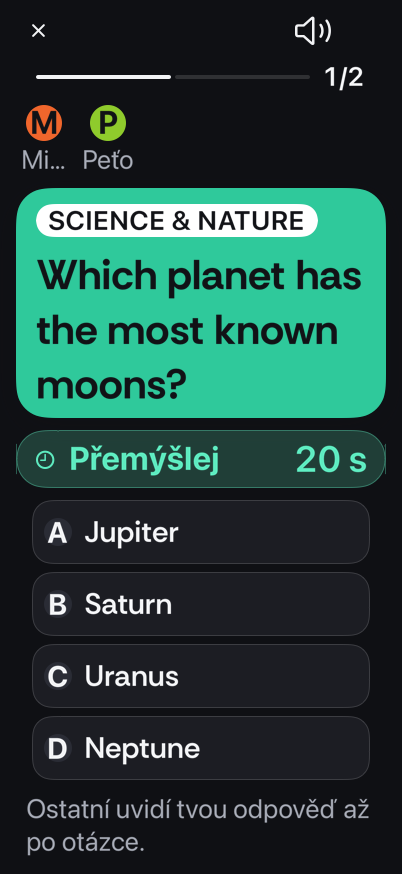 1/2
M P
Mi... Peťo
SCIENCE & NATURE
Which planet has
the most known
moons?
Přemýšlej 20 s
A Jupiter
B Saturn
C Uranus
D Neptune
Ostatní uvidí tvou odpověď až
po otázce.